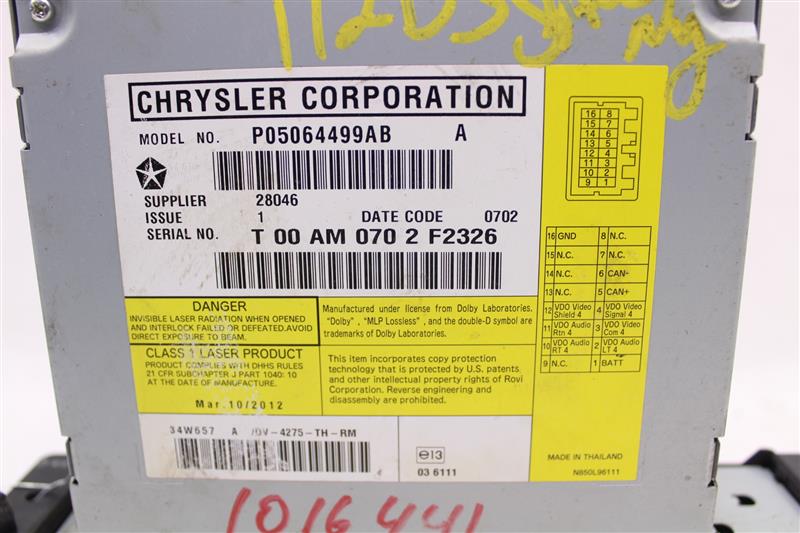 CHRYSLER CORPORATION
MODEL NO. P05064499AB A
SUPPLIER 28046
ISSUE 1 DATE CODE 0702
SERIAL NO. T 00 AM 070 2 F2326
DANGER
INVISIBLE LASER RADIATION WHEN OPENED
AND INTERLOCK FAILED OR DEFEATED.AVOID
DIRECT EXPOSURE TO BEAM.
Manufactured under license from Dolby Laboratories.
"Dolby", "MLP Lossless", and the double-D symbol are
trademarks of Dolby Laboratories.
CLASS 1 LASER PRODUCT
PRODUCT COMPLIES WITH DHHS RULES
21 CFR SUBCHAPTER J PART 1040: 10
AT THE DATE OF MANUFACTURE.
Mar.10/2012
This item incorporates copy protection
technology that is protected by U.S. patents
and other intellectual property rights of Rovi
Corporation. Reverse engineering and
disassembly are prohibited.
34W657 A /DV-4275-TH-RM
e13
03 6111
16 8
15 7
14 6
13 5
12 4
11 3
10 2
9 1
16 GND 8 N.C.
15 N.C. 7 N.C.
14 N.C. 6 CAN+
13 N.C. 5 CAN+
12 VDO Video Shield 4 4 VDO Video Signal 4
11 VDO Audio Rtn 4 3 VDO Video Com 4
10 VDO Audio RT 4 2 VDO Audio LT 4
9 N.C. 1 BATT
MADE IN THAILAND
N850L96111
1016441